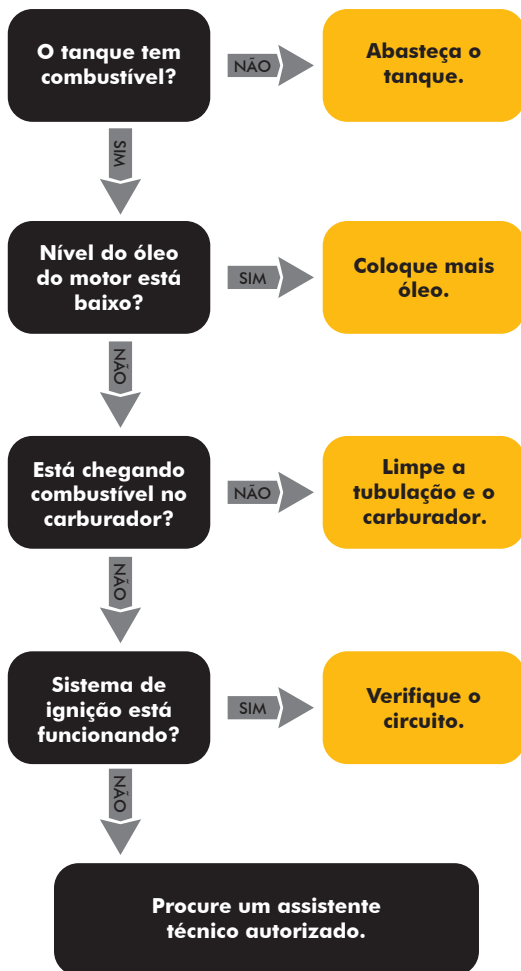 O tanque tem
combustível?
NÃO
Abasteça o
tanque.
SIM
Nível do óleo
do motor está
baixo?
SIM
Coloque mais
óleo.
NÃO
Está chegando
combustível no
carburador?
NÃO
Limpe a
tubulação e o
carburador.
NÃO
Sistema de
ignição está
funcionando?
SIM
Verifique o
circuito.
NÃO
Procure um assistente
técnico autorizado.